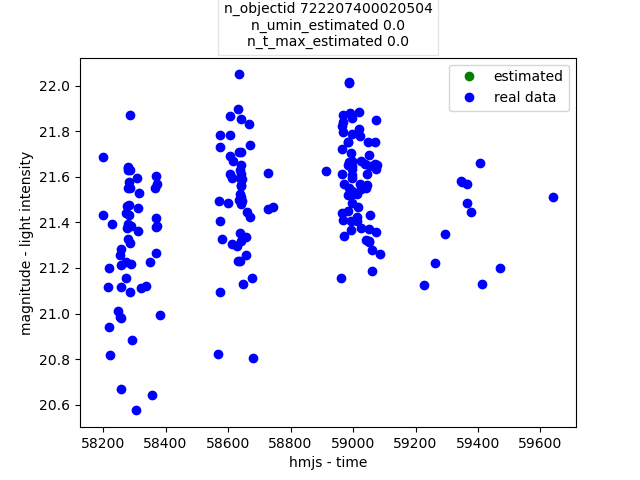 n_objectid 722207400020504
n_umin_estimated 0.0
n_t_max_estimated 0.0
estimated
real data
magnitude - light intensity
22.0
21.8
21.6
21.4
21.2
21.0
20.8
20.6
58200 58400 58600 58800 59000 59200 59400 59600
hmjs - time